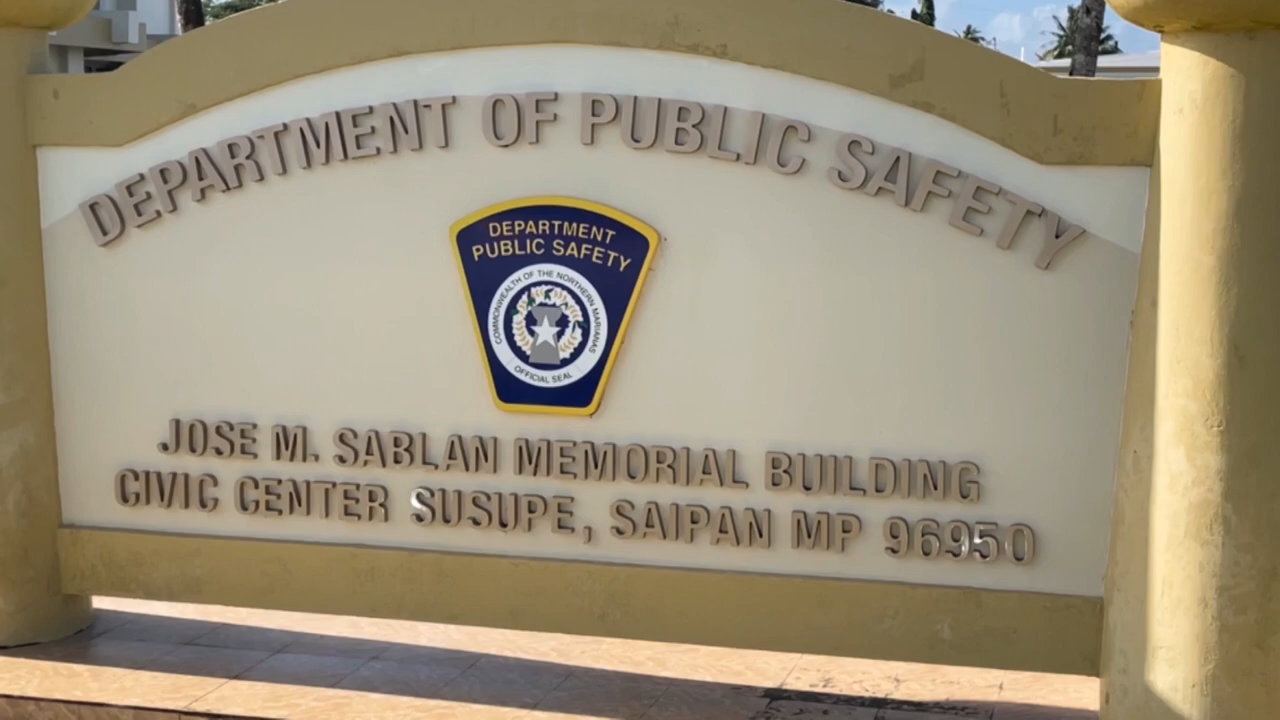 DEPARTMENT OF PUBLIC SAFETY
DEPARTMENT
PUBLIC SAFETY
COMMONWEALTH OF THE NORTHERN MARIANAS
OFFICIAL SEAL
JOSE M. SABLAN MEMORIAL BUILDING
CIVIC CENTER SUSUPE, SAIPAN MP 96950